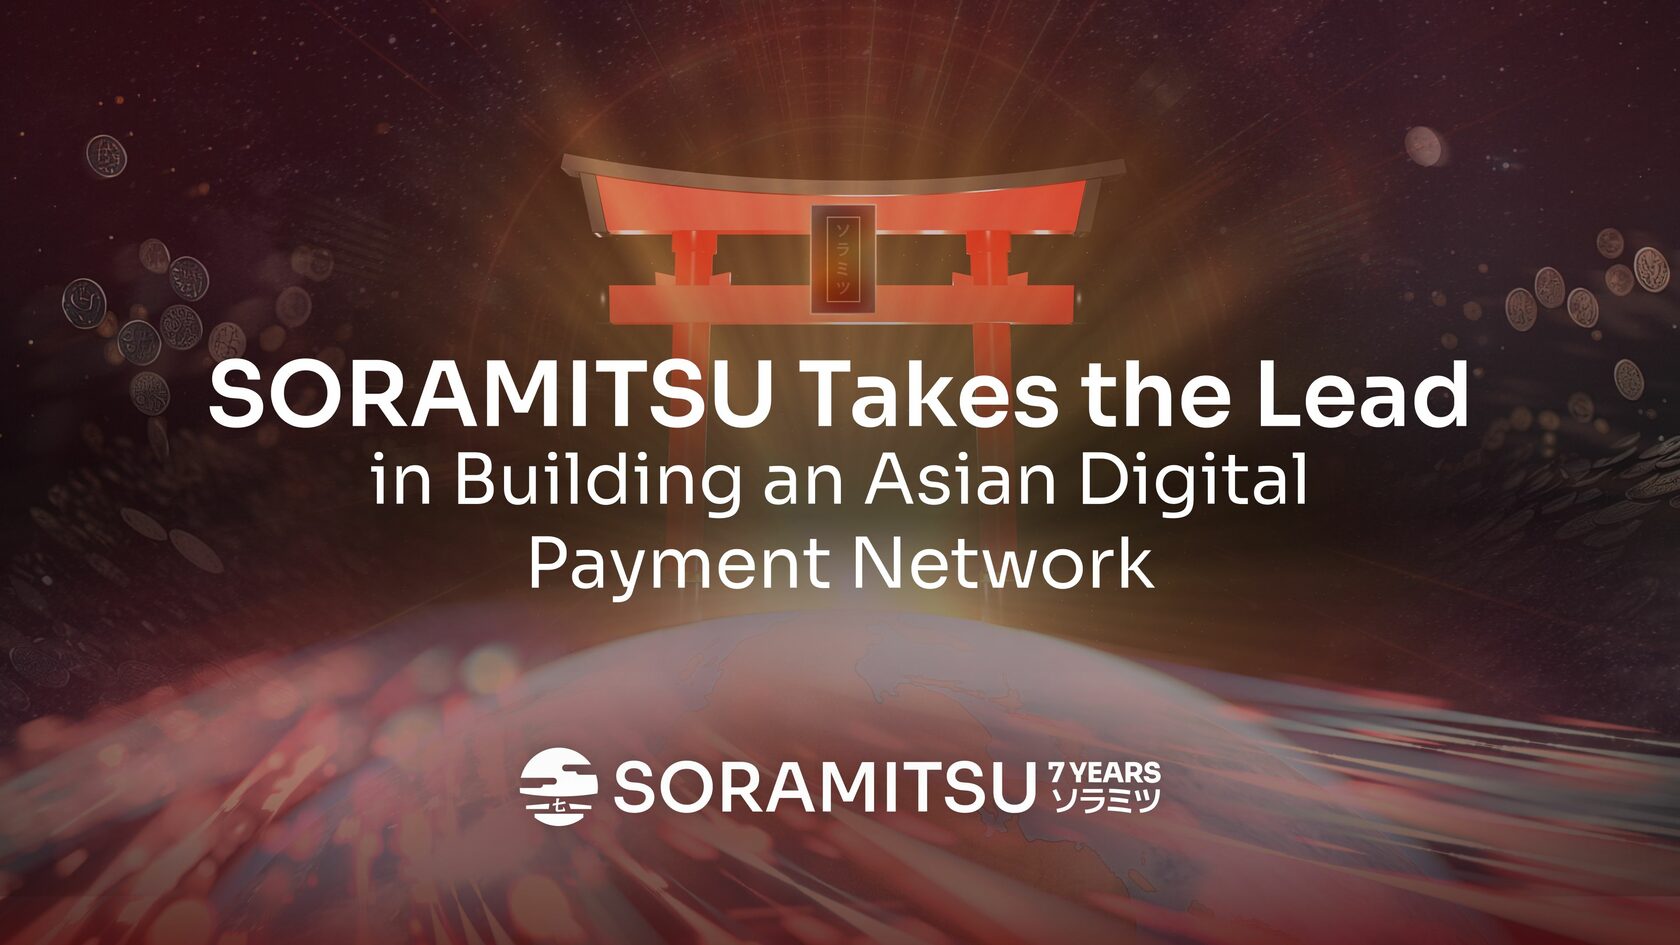 ソラミツ
SORAMITSU Takes the Lead
in Building an Asian Digital
Payment Network
七
SORAMITSU
7 YEARS
ソラミツ